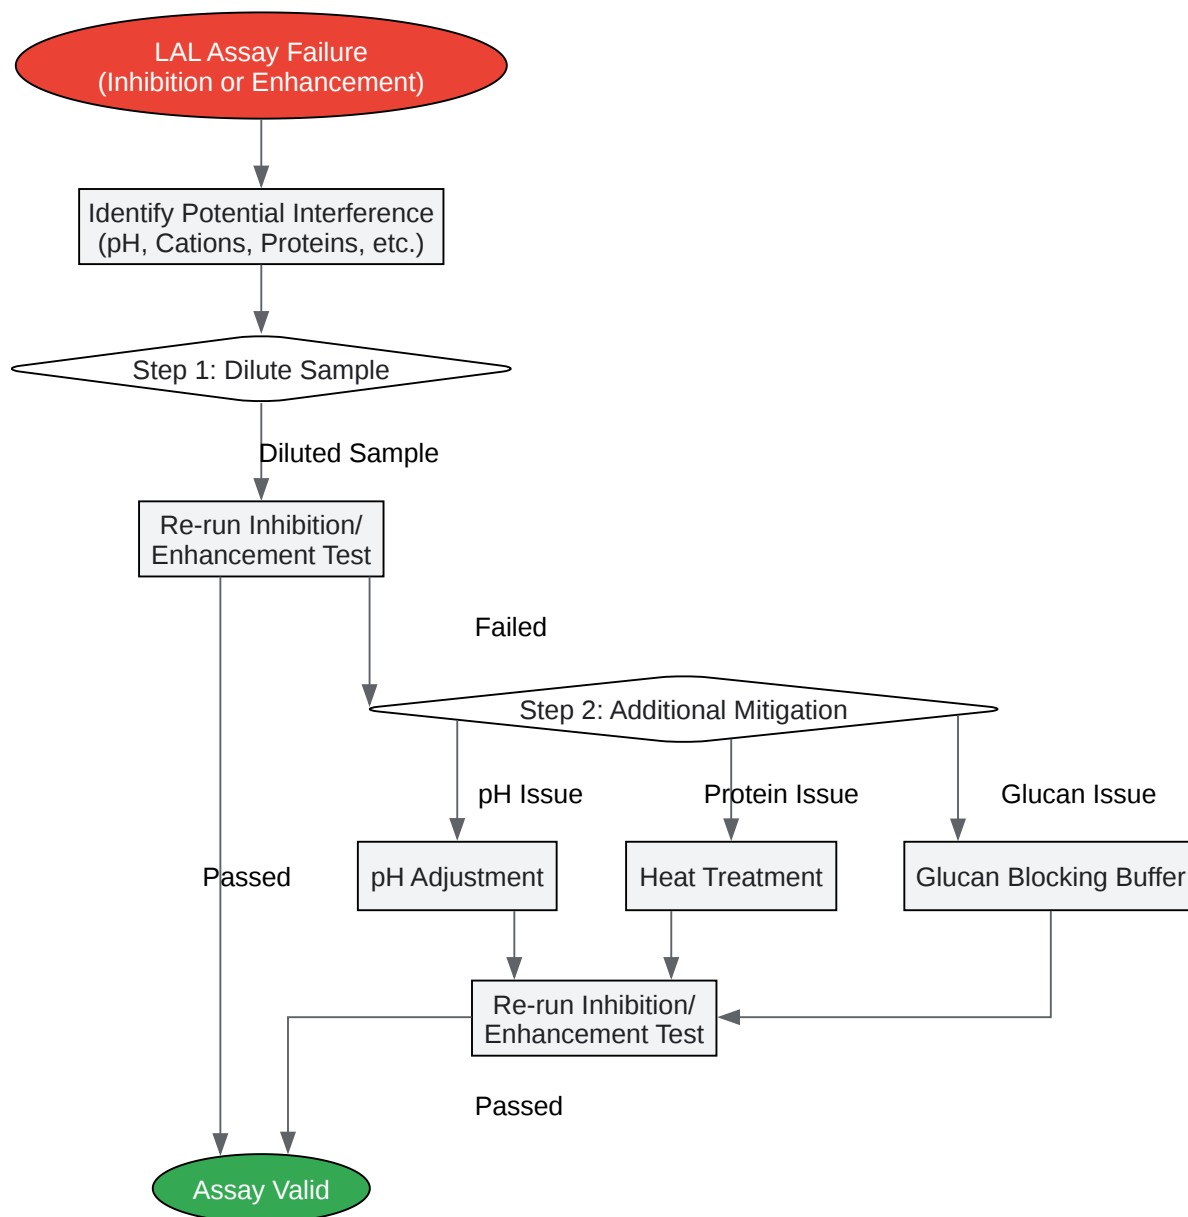 LAL Assay Failure
(Inhibition or Enhancement)
Identify Potential Interference
(pH, Cations, Proteins, etc.)
Step 1: Dilute Sample
Diluted Sample
Re-run Inhibition/
Enhancement Test
Failed
Step 2: Additional Mitigation
pH Issue
Protein Issue
Glucan Issue
Passed
pH Adjustment
Heat Treatment
Glucan Blocking Buffer
Re-run Inhibition/
Enhancement Test
Passed
Assay Valid